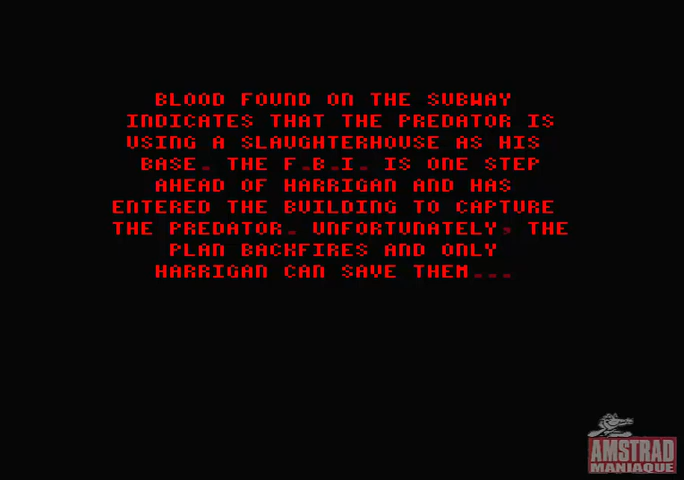 BLOOD FOUND ON THE SUBWAY
INDICATES THAT THE PREDATOR IS
USING A SLAUGHTERHOUSE AS HIS
BASE. THE F.B.I. IS ONE STEP
AHEAD OF HARRIGAN AND HAS
ENTERED THE BUILDING TO CAPTURE
THE PREDATOR. UNFORTUNATELY, THE
PLAN BACKFIRES AND ONLY
HARRIGAN CAN SAVE THEM...
AMSTRAD
MANIAQUE